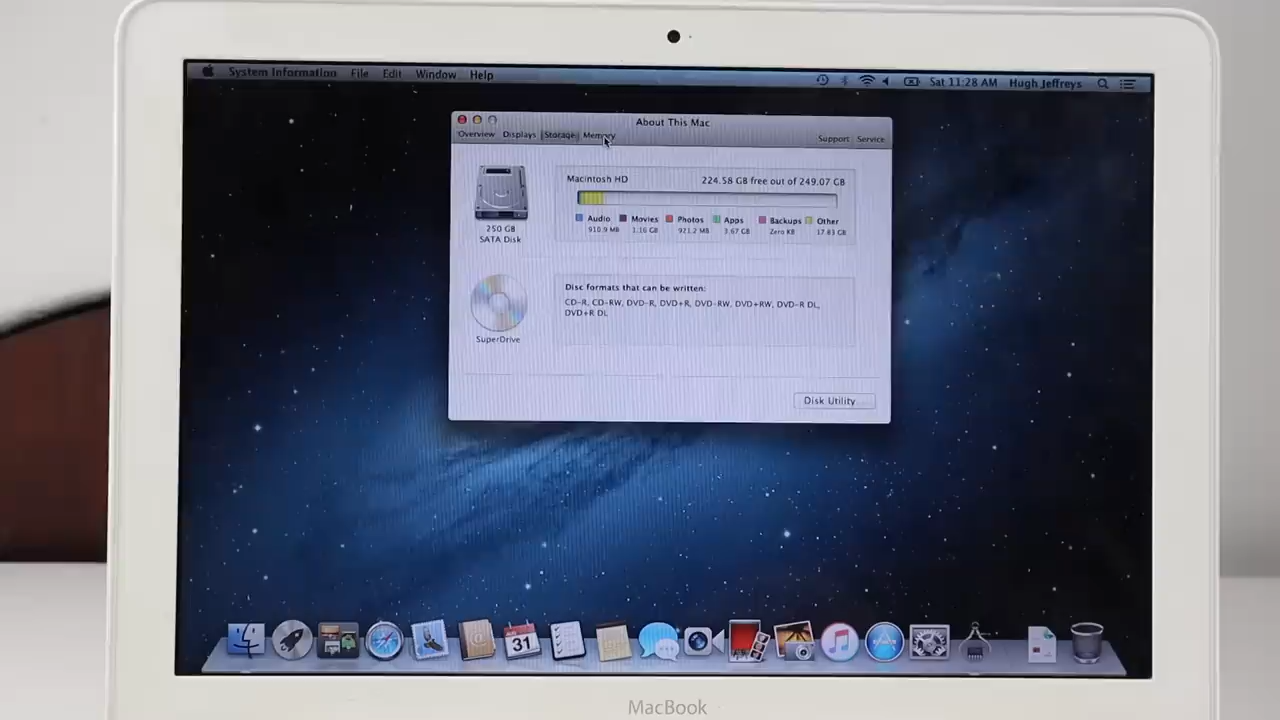 System Information File Edit Window Help Sat 11:28 AM Hugh Jeffreys
About This Mac
Overview Displays Storage Memory Support Service
Macintosh HD 224.58 GB free out of 249.07 GB
Audio Movies Photos Apps Backups Other
910.9 MB 1.16 GB 921.2 MB 3.67 GB Zero KB 17.83 GB
250 GB
SATA Disk
Disc formats that can be written:
CD-R, CD-RW, DVD-R, DVD+R, DVD-RW, DVD+RW, DVD-R DL,
DVD+R DL
SuperDrive
Disk Utility
31
MacBook